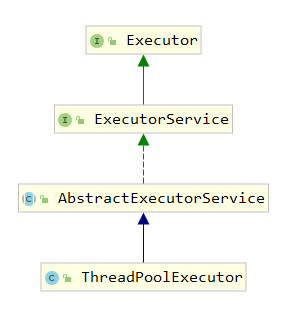 I Executor
I ExecutorService
C AbstractExecutorService
C ThreadPoolExecutor